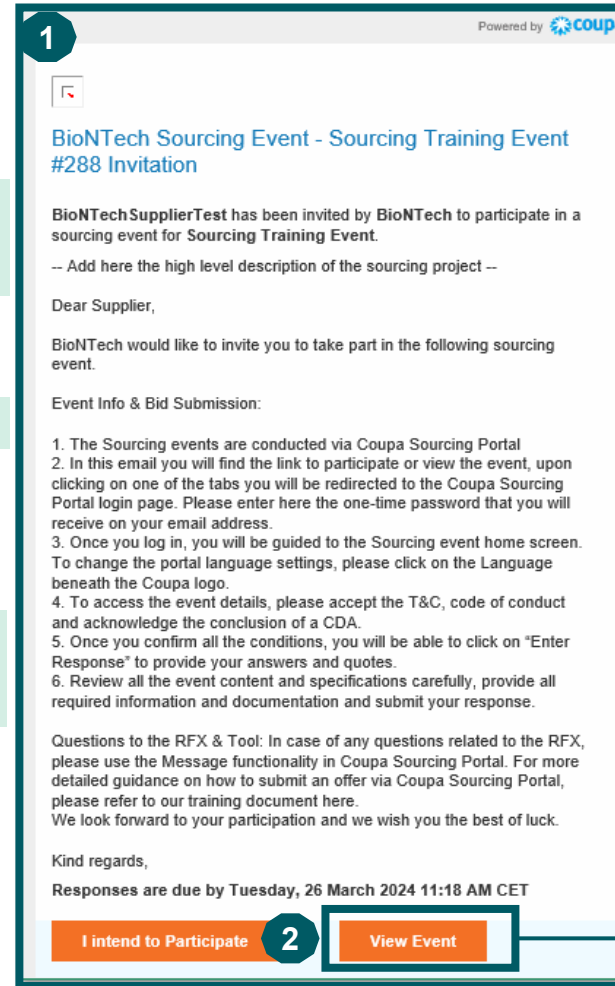 1
Powered by coup
BioNTech Sourcing Event - Sourcing Training Event
#288 Invitation
BioNTechSupplierTest has been invited by BioNTech to participate in a
sourcing event for Sourcing Training Event.
-- Add here the high level description of the sourcing project --
Dear Supplier,
BioNTech would like to invite you to take part in the following sourcing
event.
Event Info & Bid Submission:
1. The Sourcing events are conducted via Coupa Sourcing Portal
2. In this email you will find the link to participate or view the event, upon
clicking on one of the tabs you will be redirected to the Coupa Sourcing
Portal login page. Please enter here the one-time password that you will
receive on your email address.
3. Once you log in, you will be guided to the Sourcing event home screen.
To change the portal language settings, please click on the Language
beneath the Coupa logo.
4. To access the event details, please accept the T&C, code of conduct
and acknowledge the conclusion of a CDA.
5. Once you confirm all the conditions, you will be able to click on “Enter
Response” to provide your answers and quotes.
6. Review all the event content and specifications carefully, provide all
required information and documentation and submit your response.
Questions to the RFX & Tool: In case of any questions related to the RFX,
please use the Message functionality in Coupa Sourcing Portal. For more
detailed guidance on how to submit an offer via Coupa Sourcing Portal,
please refer to our training document here.
We look forward to your participation and we wish you the best of luck.
Kind regards,
Responses are due by Tuesday, 26 March 2024 11:18 AM CET
I intend to Participate
2
View Event